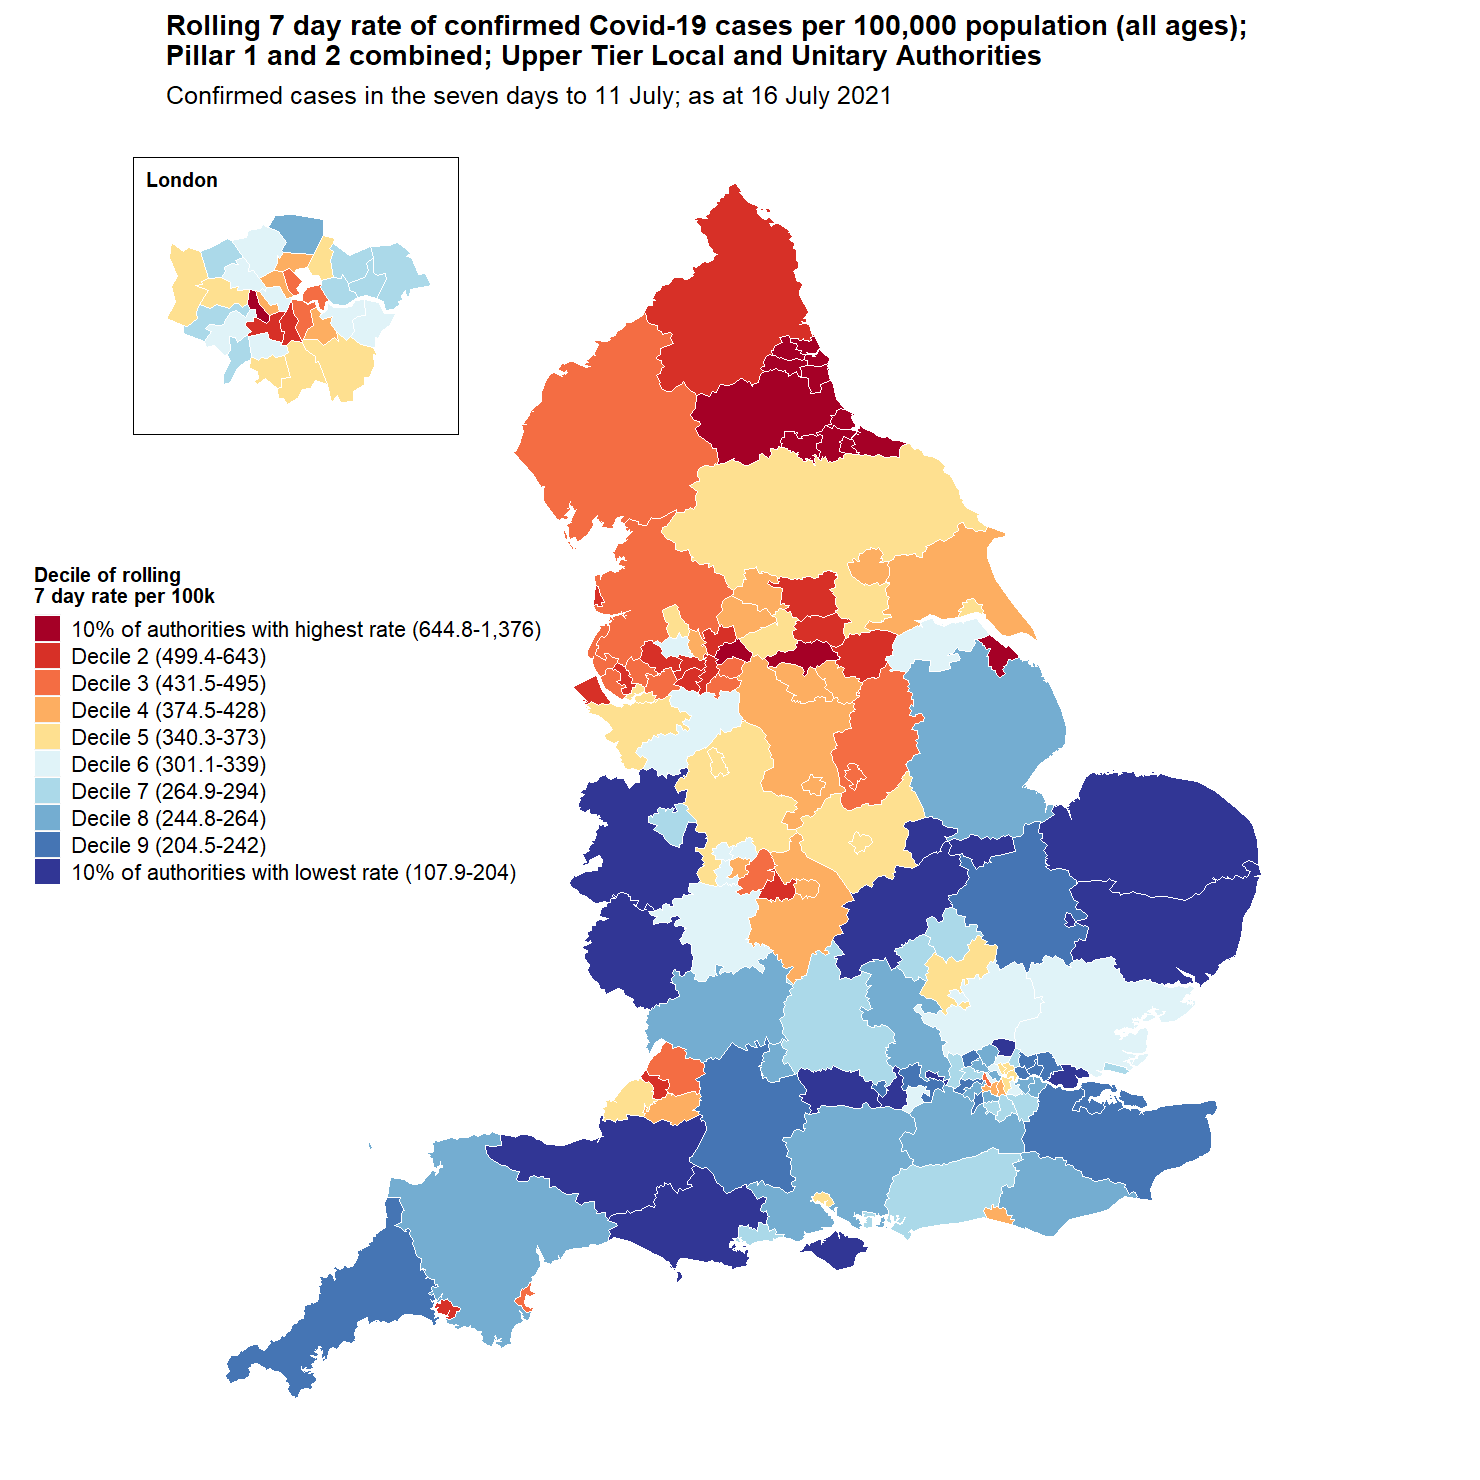 Rolling 7 day rate of confirmed Covid-19 cases per 100,000 population (all ages);
Pillar 1 and 2 combined; Upper Tier Local and Unitary Authorities
Confirmed cases in the seven days to 11 July; as at 16 July 2021
London
Decile of rolling
7 day rate per 100k
10% of authorities with highest rate (644.8-1,376)
Decile 2 (499.4-643)
Decile 3 (431.5-495)
Decile 4 (374.5-428)
Decile 5 (340.3-373)
Decile 6 (301.1-339)
Decile 7 (264.9-294)
Decile 8 (244.8-264)
Decile 9 (204.5-242)
10% of authorities with lowest rate (107.9-204)